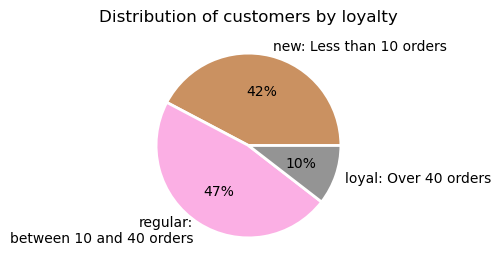 Distribution of customers by loyalty
new: Less than 10 orders
42%
10%
loyal: Over 40 orders
47%
regular:
between 10 and 40 orders